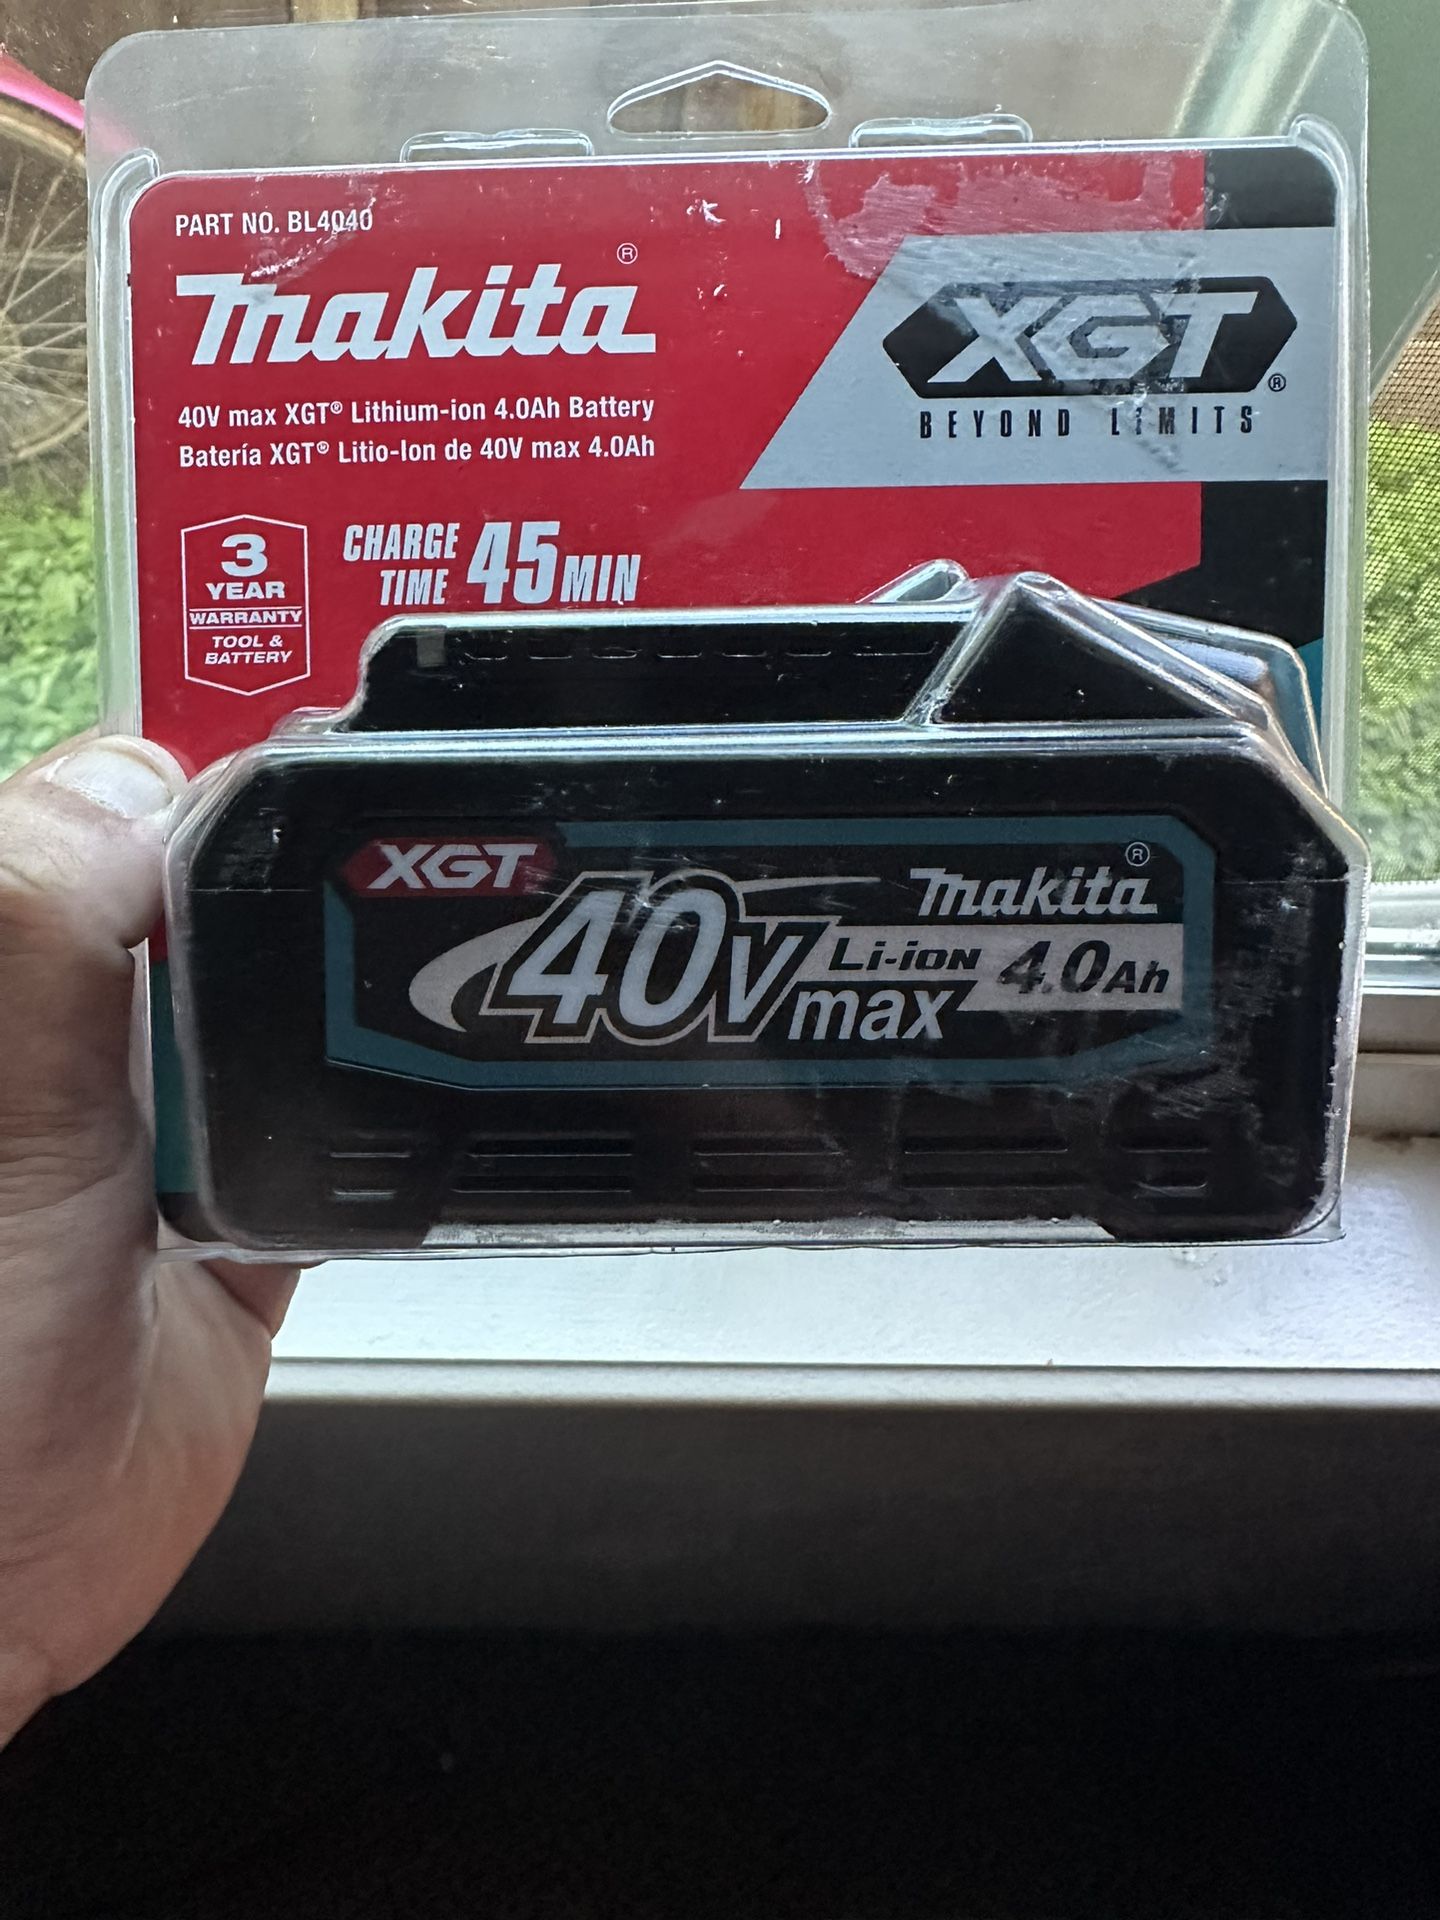 PART NO. BL4040
makita®
40V max XGT® Lithium-ion 4.0Ah Battery
Batería XGT® Litio-Ion de 40V max 4.0Ah
XGT®
BEYOND LIMITS
3
YEAR
WARRANTY
TOOL &
BATTERY
CHARGE
TIME 45 MIN
XGT
makita®
40V max
Li-ion 4.0Ah